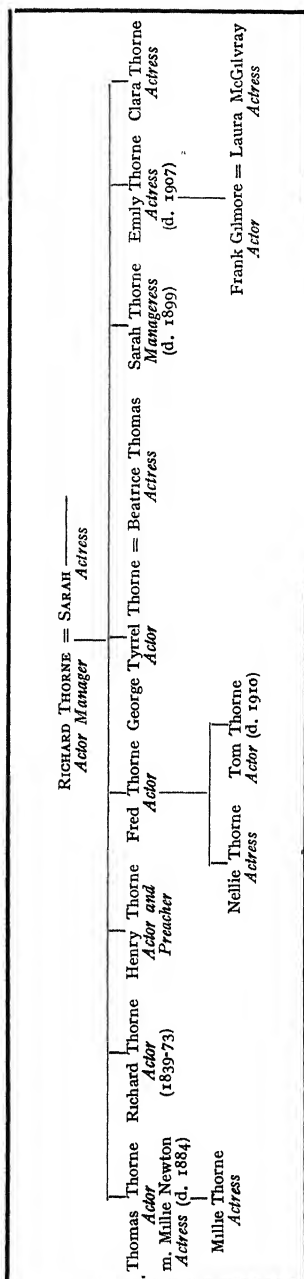 RICHARD THORNE = SARAH ———
Actor Manager Actress
Thomas Thorne
Actor
m. Millie Newton
Actress (d. 1884)
Richard Thorne
Actor
(1839-73)
Henry Thorne
Actor and
Preacher
Fred Thorne
Actor
George Tyrrel Thorne = Beatrice Thomas
Actor Actress
Sarah Thorne
Manageress
(d. 1899)
Emily Thorne
Actress
(d. 1907)
Clara Thorne
Actress
Millie Thorne
Actress
Nellie Thorne
Actress
Tom Thorne
Actor (d. 1910)
Frank Gilmore = Laura McGilvray
Actor Actress